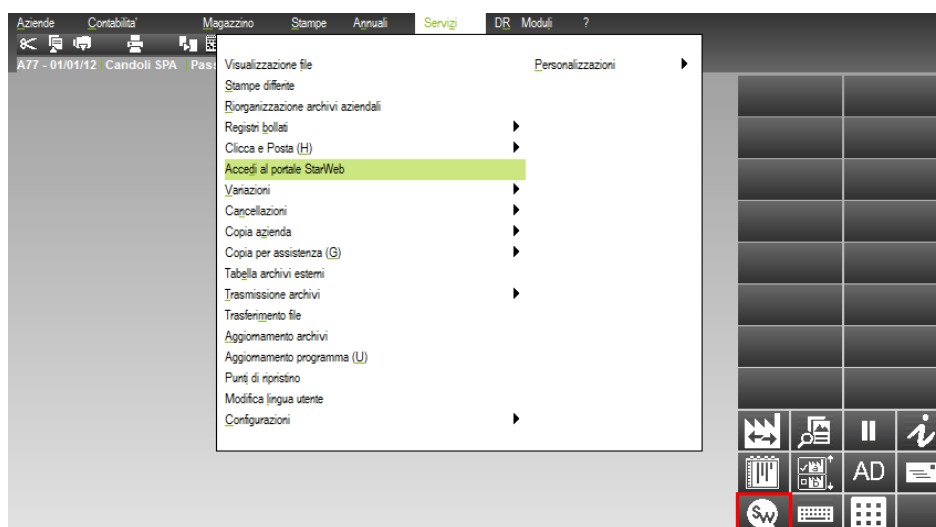 Aziende Contabilita' Magazzino Stampe Annuali Servizi DR Moduli ?
A77 - 01/01/12 Candoli SPA Pass
Visualizzazione file Personalizzazioni
Stampe differite
Riorganizzazione archivi aziendali
Registri bollati
Clicca e Posta (H)
Accedi al portale StarWeb
Variazioni
Cancellazioni
Copia azienda
Copia per assistenza (G)
Tabella archivi esterni
Trasmissione archivi
Trasferimento file
Aggiornamento archivi
Aggiornamento programma (U)
Punti di ripristino
Modifica lingua utente
Configurazioni
i
AD
SW